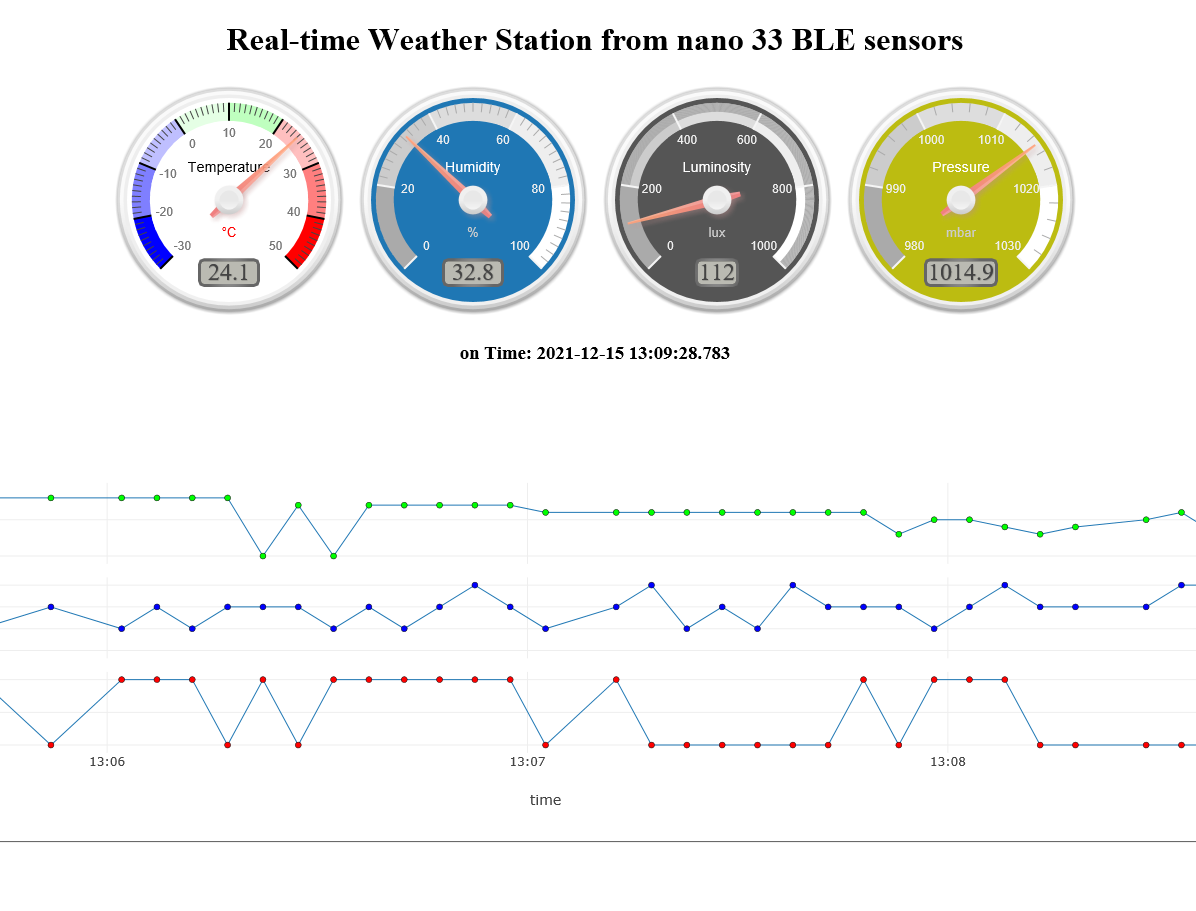 Real-time Weather Station from nano 33 BLE sensors
-30 -20 -10 0 10 20 30 40 50
Temperature
°C
24.1
0 20 40 60 80 100
Humidity
%
32.8
0 200 400 600 800 1000
Luminosity
lux
112
980 990 1000 1010 1020 1030
Pressure
mbar
1014.9
on Time: 2021-12-15 13:09:28.783
13:06 13:07 13:08
time